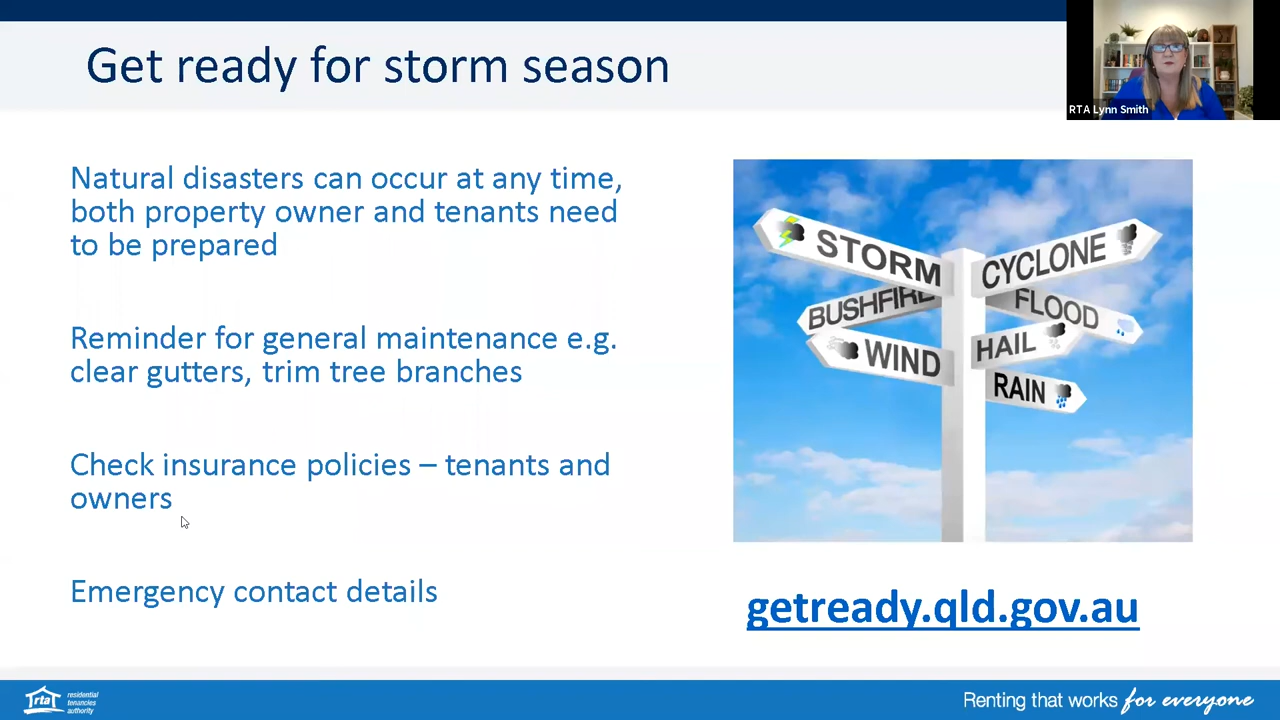 Get ready for storm season
RTA Lynn Smith
Natural disasters can occur at any time,
both property owner and tenants need
to be prepared
Reminder for general maintenance e.g.
clear gutters, trim tree branches
Check insurance policies – tenants and
owners
Emergency contact details
STORM
CYCLONE
BUSHFIRE
FLOOD
WIND
HAIL
RAIN
getready.qld.gov.au
rta
residential
tenancies
authority
Renting that works for everyone